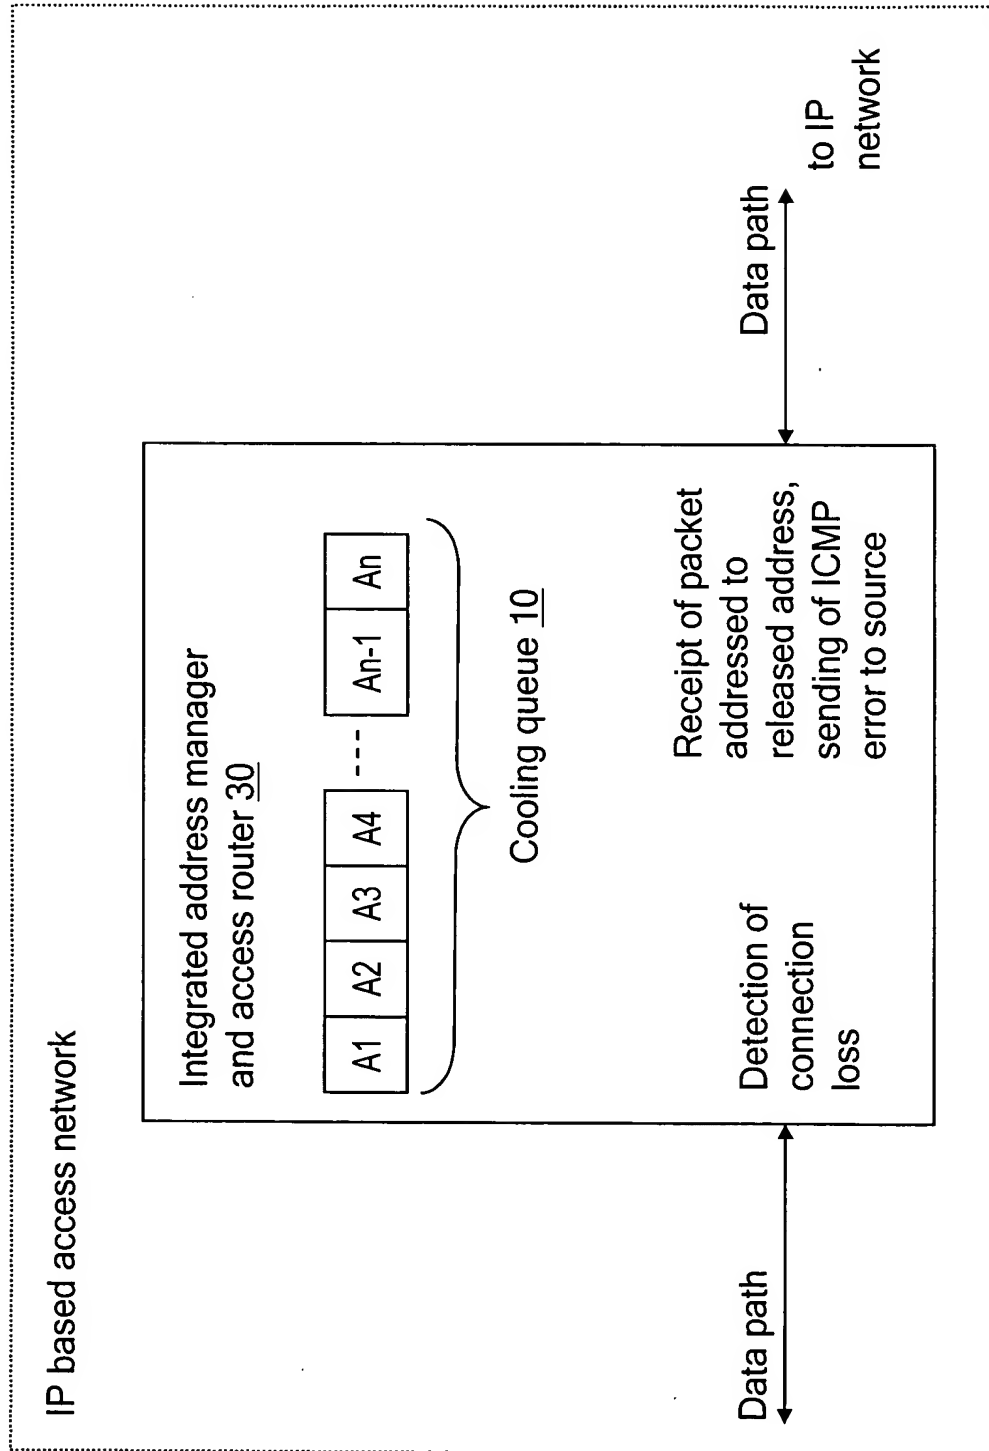 IP based access network
Integrated address manager
and access router 30
A1 A2 A3 A4 --- An-1 An
Cooling queue 10
Detection of
connection
loss
Receipt of packet
addressed to
released address,
sending of ICMP
error to source
Data path
Data path
to IP
network